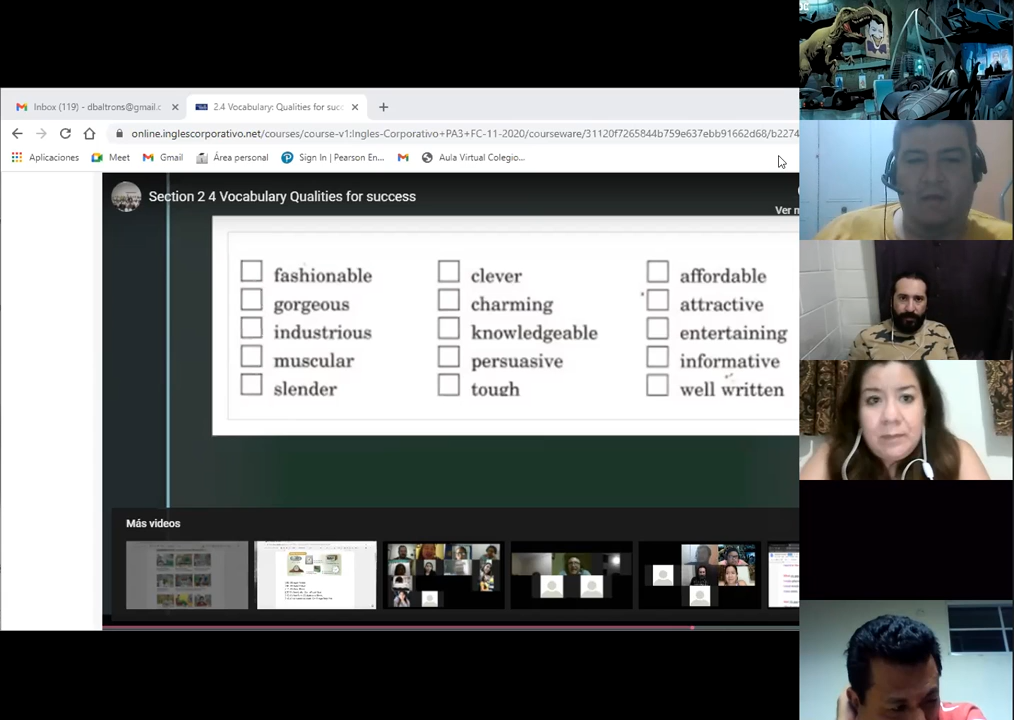 Inbox (119) - dbaltrons@gmail.c
2.4 Vocabulary: Qualities for succ
online.inglescorporativo.net/courses/course-v1:Ingles-Corporativo+PA3+FC-11-2020/courseware/31120f7265844b759e637ebb91662d68/b2274
Aplicaciones Meet Gmail Área personal Sign In | Pearson En... Aula Virtual Colegio...
Section 2 4 Vocabulary Qualities for success
Ver m
fashionable clever affordable
gorgeous charming attractive
industrious knowledgeable entertaining
muscular persuasive informative
slender tough well written
Más videos